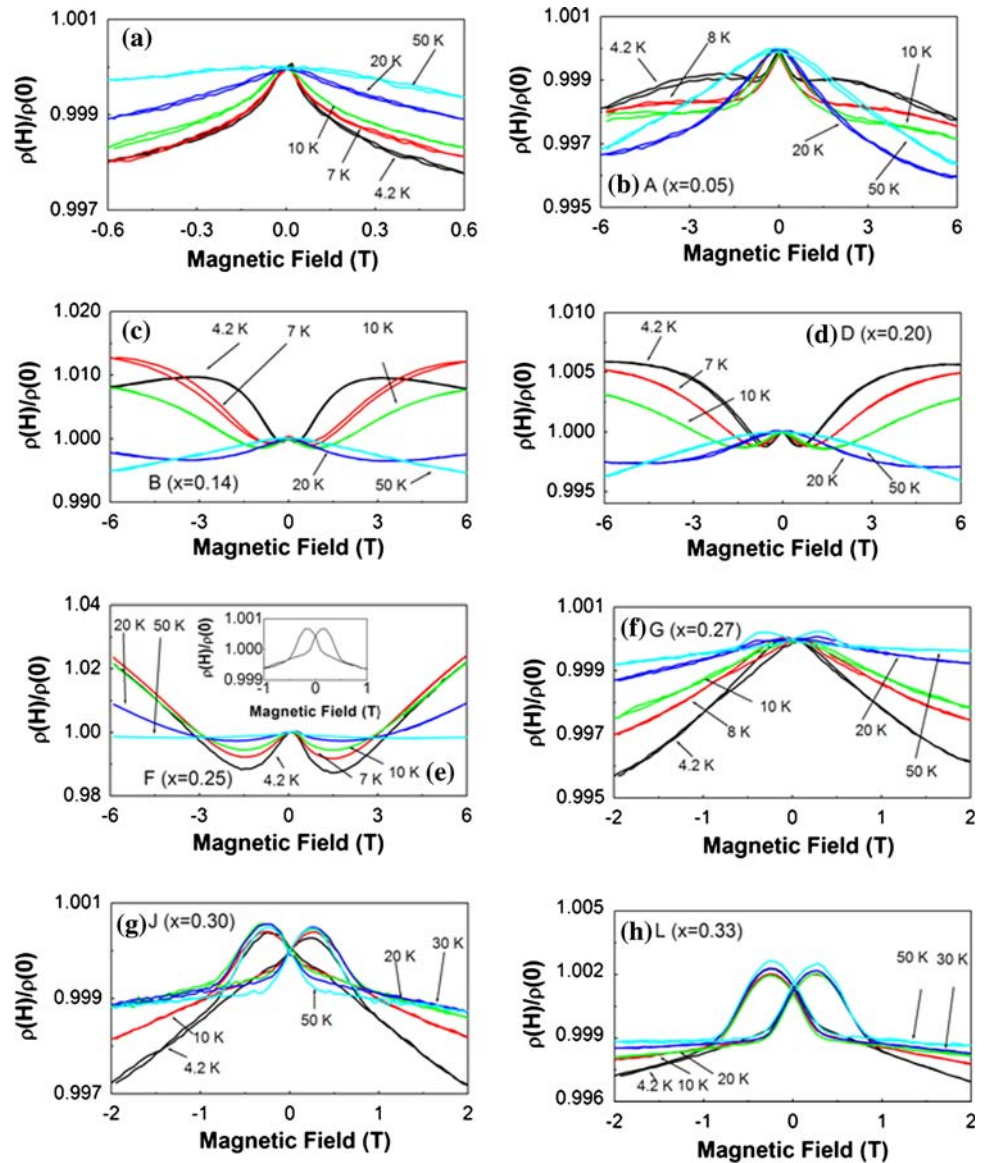 (a)
1.001
0.999
0.997
ρ(H)/ρ(0)
50 K
20 K
10 K
7 K
4.2 K
-0.6 -0.3 0.0 0.3 0.6
Magnetic Field (T)
1.001
0.999
0.997
0.995
ρ(H)/ρ(0)
4.2 K
8 K
10 K
20 K
50 K
(b) A (x=0.05)
-6 -3 0 3 6
Magnetic Field (T)
(c)
1.020
1.010
1.000
0.990
ρ(H)/ρ(0)
4.2 K
7 K
10 K
20 K
50 K
B (x=0.14)
-6 -3 0 3 6
Magnetic Field (T)
(d) D (x=0.20)
1.010
1.005
1.000
0.995
ρ(H)/ρ(0)
4.2 K
7 K
10 K
20 K
50 K
-6 -3 0 3 6
Magnetic Field (T)
1.04
1.02
1.00
0.98
ρ(H)/ρ(0)
20 K
50 K
1.001
1.000
0.999
ρ(H)/ρ(0)
-1 0 1
Magnetic Field (T)
4.2 K
7 K
10 K
(e)
F (x=0.25)
-6 -3 0 3 6
Magnetic Field (T)
(f) G (x=0.27)
1.001
0.999
0.997
0.995
ρ(H)/ρ(0)
10 K
8 K
4.2 K
20 K
50 K
-2 -1 0 1 2
Magnetic Field (T)
(g) J (x=0.30)
1.001
0.999
0.997
ρ(H)/ρ(0)
20 K
30 K
50 K
10 K
4.2 K
-2 -1 0 1 2
Magnetic Field (T)
(h) L (x=0.33)
1.005
1.002
0.999
0.996
ρ(H)/ρ(0)
50 K
30 K
20 K
4.2 K
10 K
-2 -1 0 1 2
Magnetic Field (T)